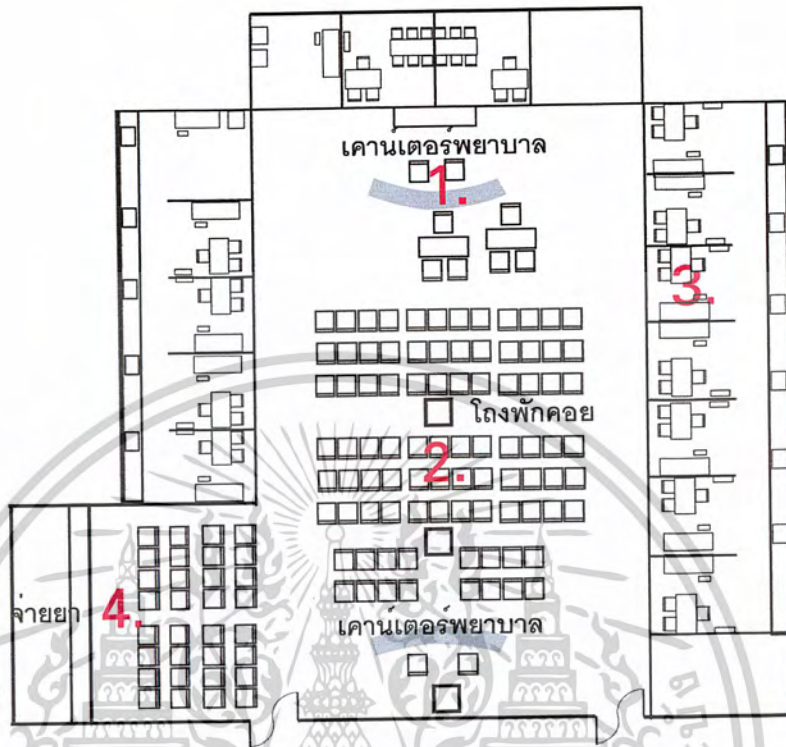 เคานเตอรพยาบาล
1.
3.
โถงพักคอย
2.
จ่ายยา 4.
เคาน์เตอร์พยาบาล